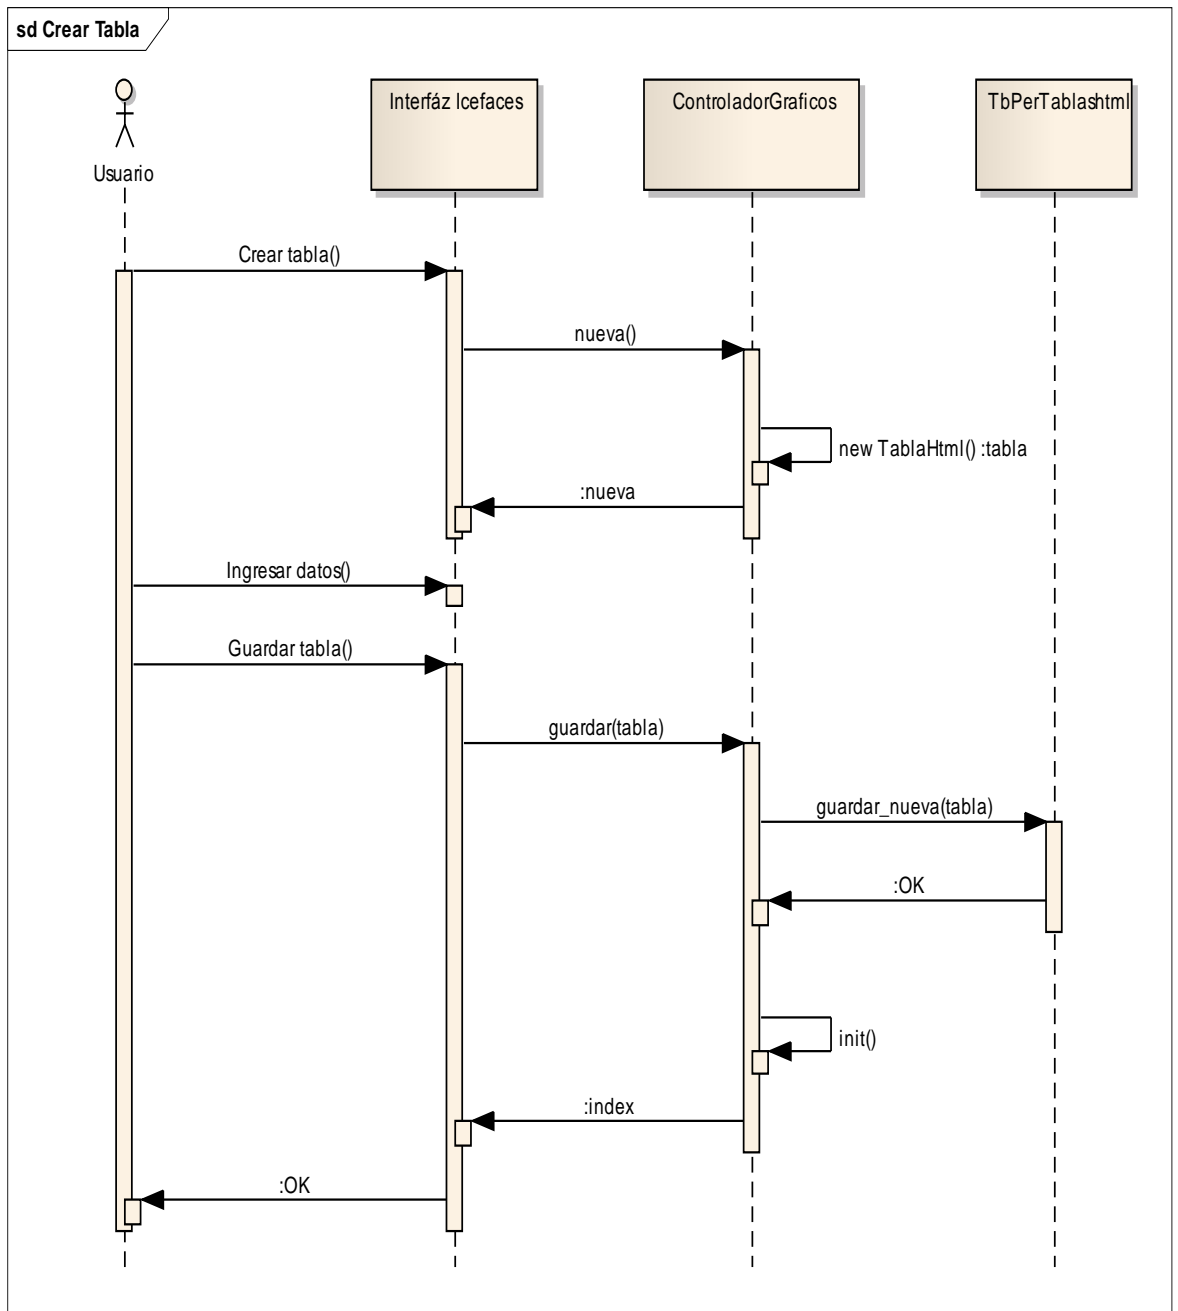 sd Crear Tabla
Usuario
Interfáz Icefaces
ControladorGraficos
TbPerTablashtml
Crear tabla()
nueva()
new TablaHtml() :tabla
:nueva
Ingresar datos()
Guardar tabla()
guardar(tabla)
guardar_nueva(tabla)
:OK
init()
:index
:OK